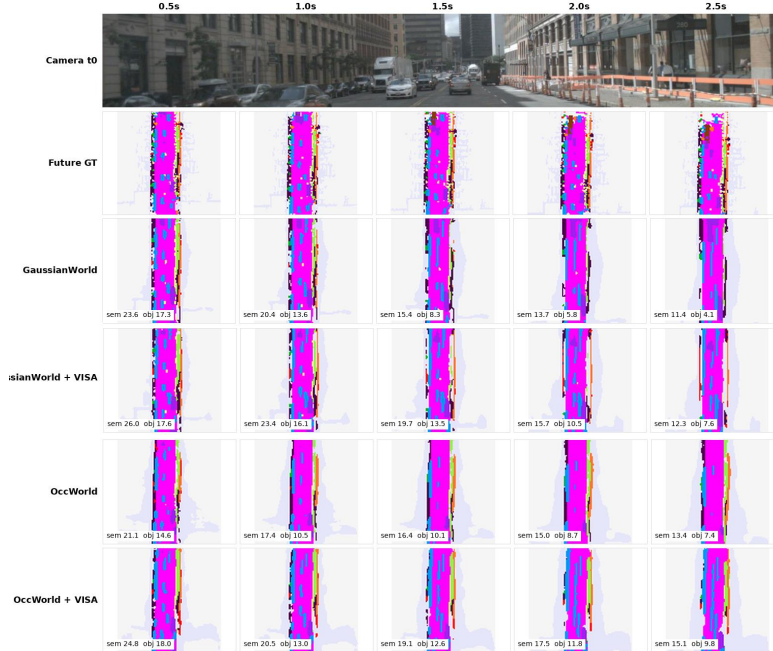 0.5s 1.0s 1.5s 2.0s 2.5s
Camera t0
Future GT
GaussianWorld
sem 23.6 obj 17.3 sem 20.4 obj 13.6 sem 15.4 obj 8.3 sem 13.7 obj 5.8 sem 11.4 obj 4.1
ssianWorld + VISA
sem 26.0 obj 17.6 sem 23.4 obj 16.1 sem 19.7 obj 13.5 sem 15.7 obj 10.5 sem 12.3 obj 7.6
OccWorld
sem 21.1 obj 14.6 sem 17.4 obj 10.5 sem 16.4 obj 10.1 sem 15.0 obj 8.7 sem 13.4 obj 7.4
OccWorld + VISA
sem 24.8 obj 18.0 sem 20.5 obj 13.0 sem 19.1 obj 12.6 sem 17.5 obj 11.8 sem 15.1 obj 9.8